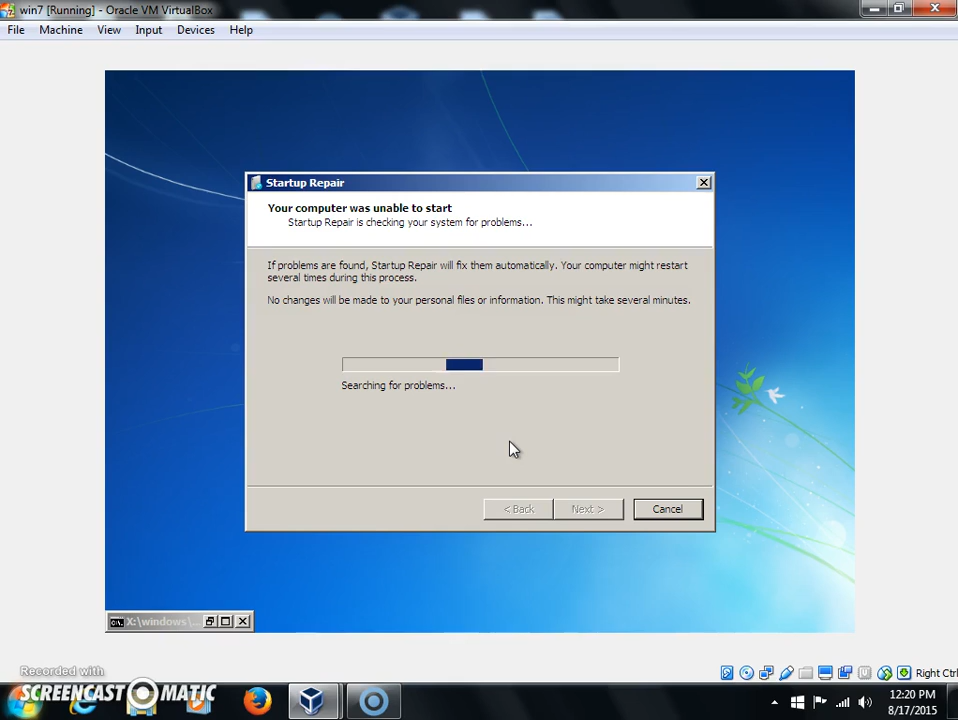 win7 [Running] - Oracle VM VirtualBox
File Machine View Input Devices Help
Startup Repair
Your computer was unable to start
Startup Repair is checking your system for problems...
If problems are found, Startup Repair will fix them automatically. Your computer might restart
several times during this process.
No changes will be made to your personal files or information. This might take several minutes.
Searching for problems...
< Back Next > Cancel
C:\. X:\windows\...
Right Ctrl
Recorded with
SCREENCAST MATIC
12:20 PM
8/17/2015